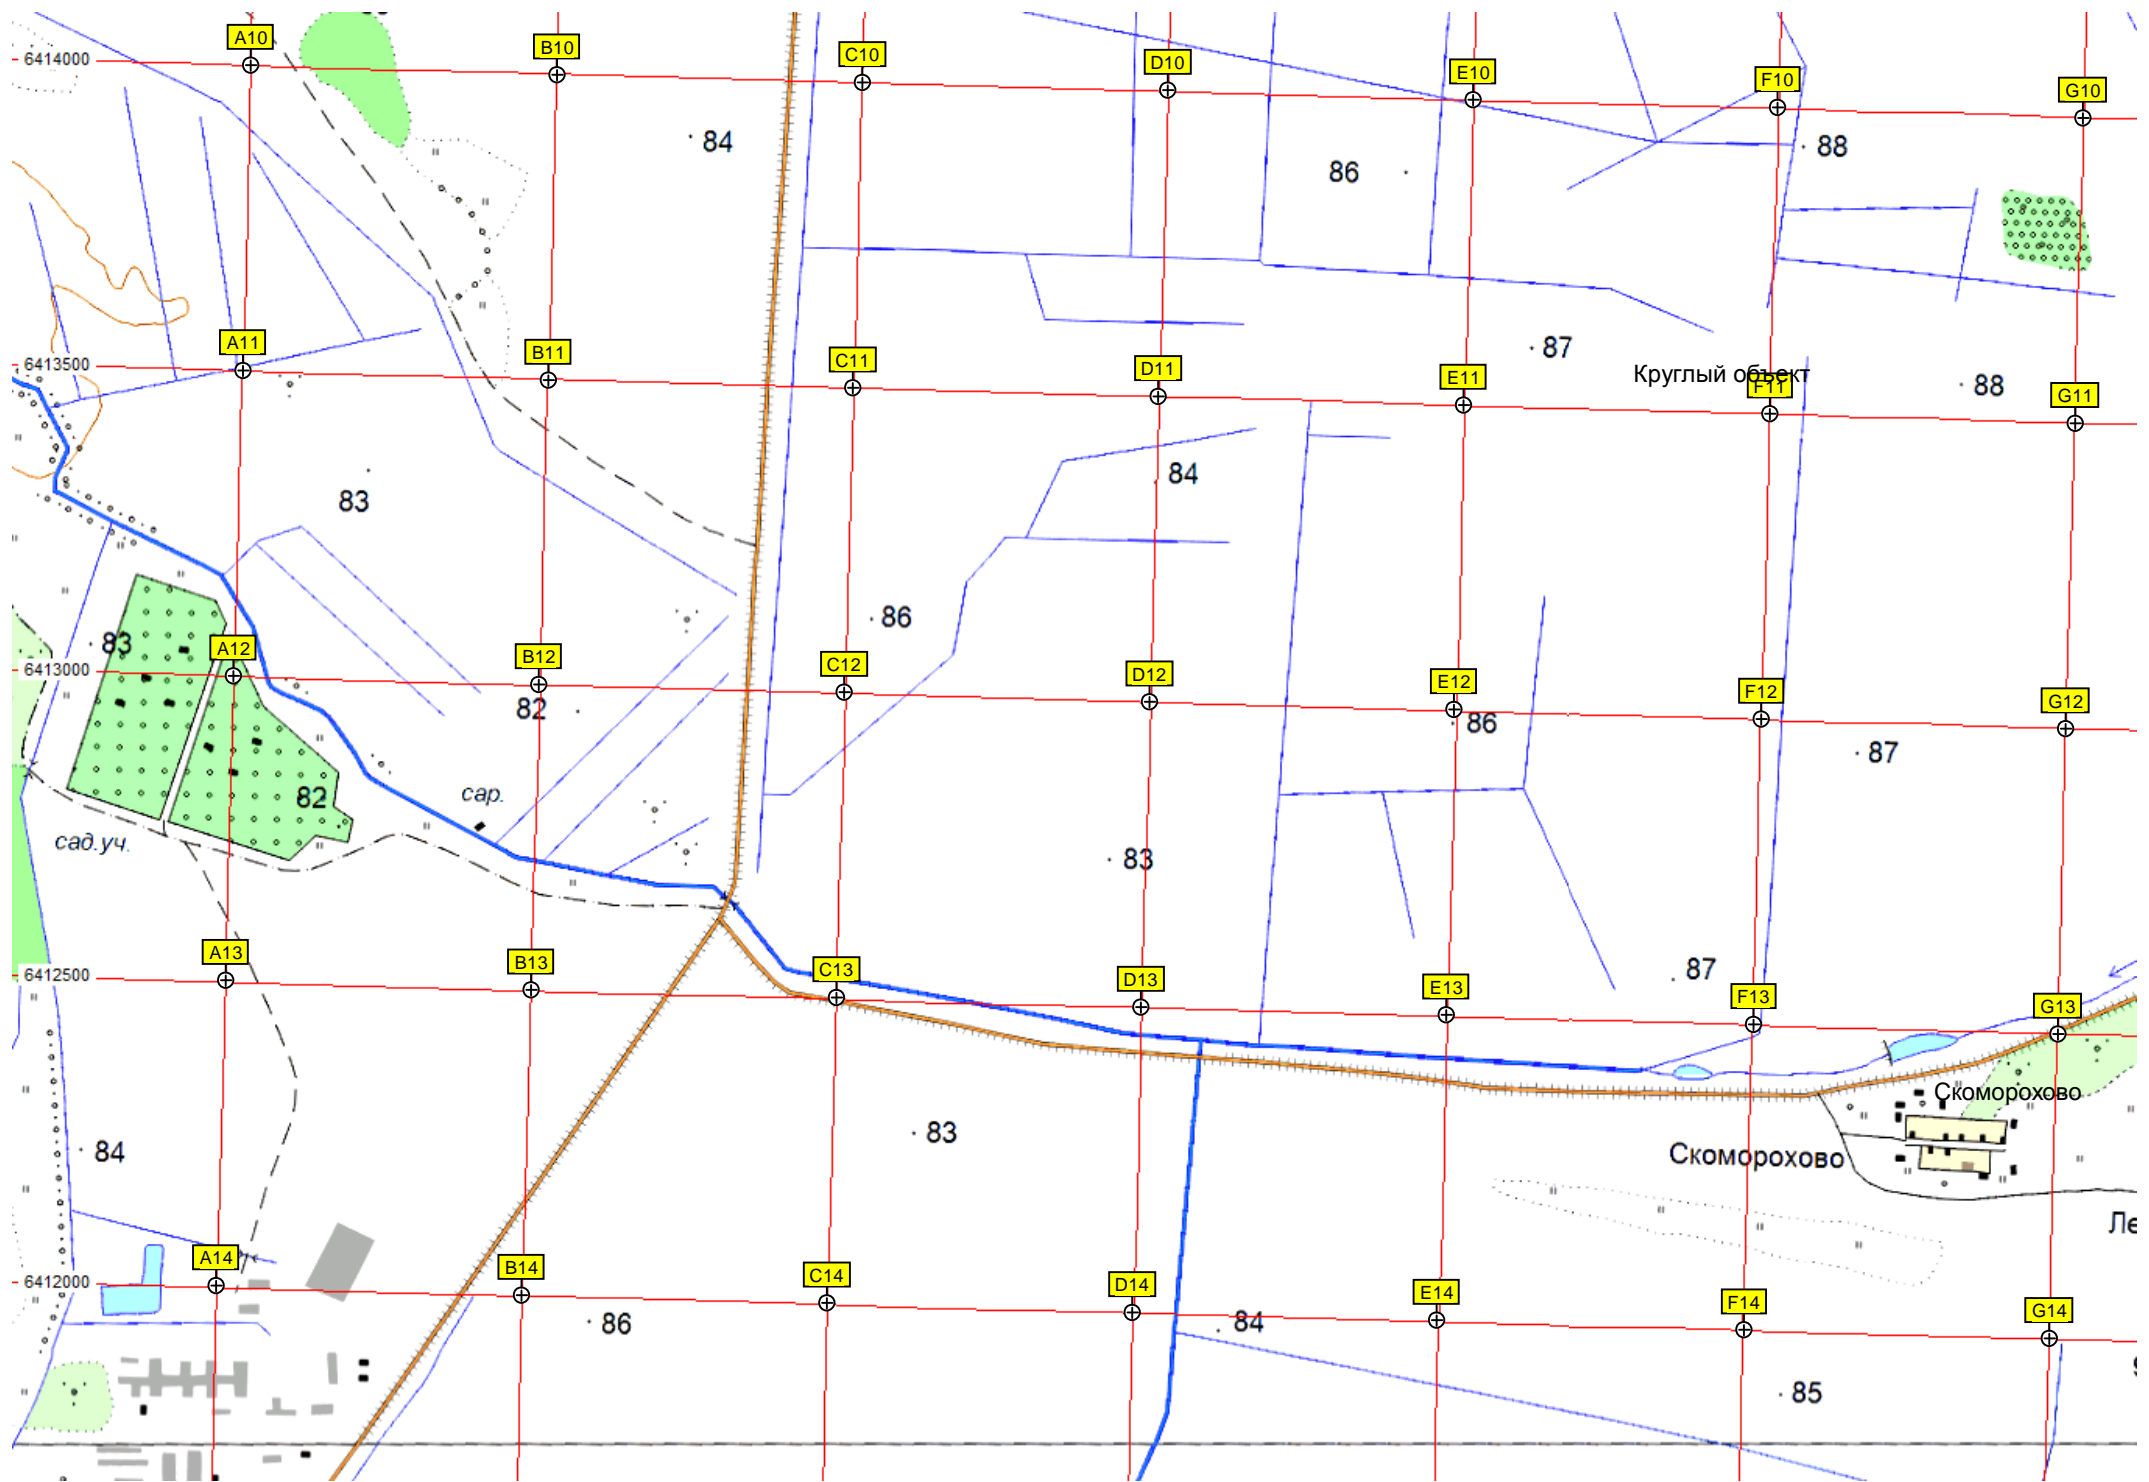 A10
B10
C10
D10
E10
F10
G10
6414000
84
86
88
A11
B11
C11
D11
E11
F11
G11
6413500
87
Круглый объект
88
83
84
86
83
A12
B12
C12
D12
E12
F12
G12
6413000
82
86
87
82
сар.
сад.уч.
83
A13
B13
C13
D13
E13
F13
G13
6412500
87
Скоморохово
83
84
Скоморохово
Ле
A14
B14
C14
D14
E14
F14
G14
6412000
86
84
85